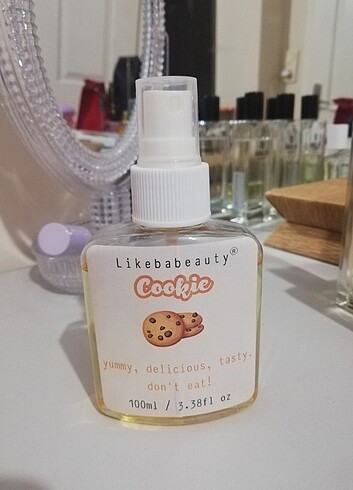 Likebabeauty®
Cookie
yummy, delicious, tasty.
don't eat!
100ml / 3.38fl oz